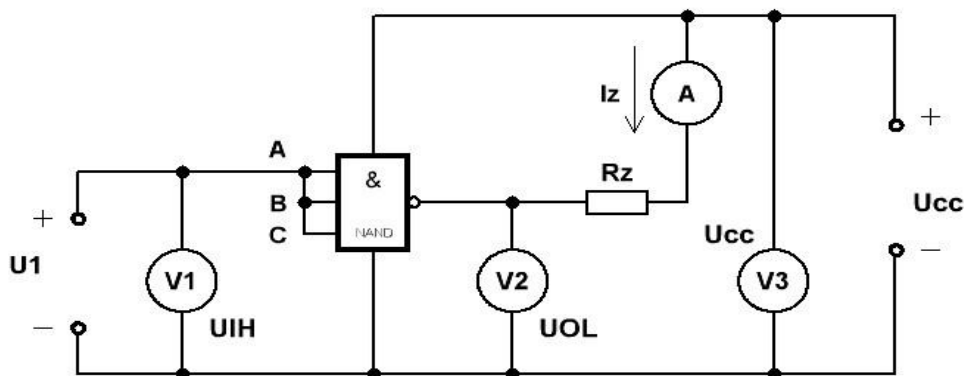 Iz
A
A
&
Rz
+
B
Ucc
+
C
NAND
Ucc
U1
V1
V2
V3
−
−
UIH
UOL